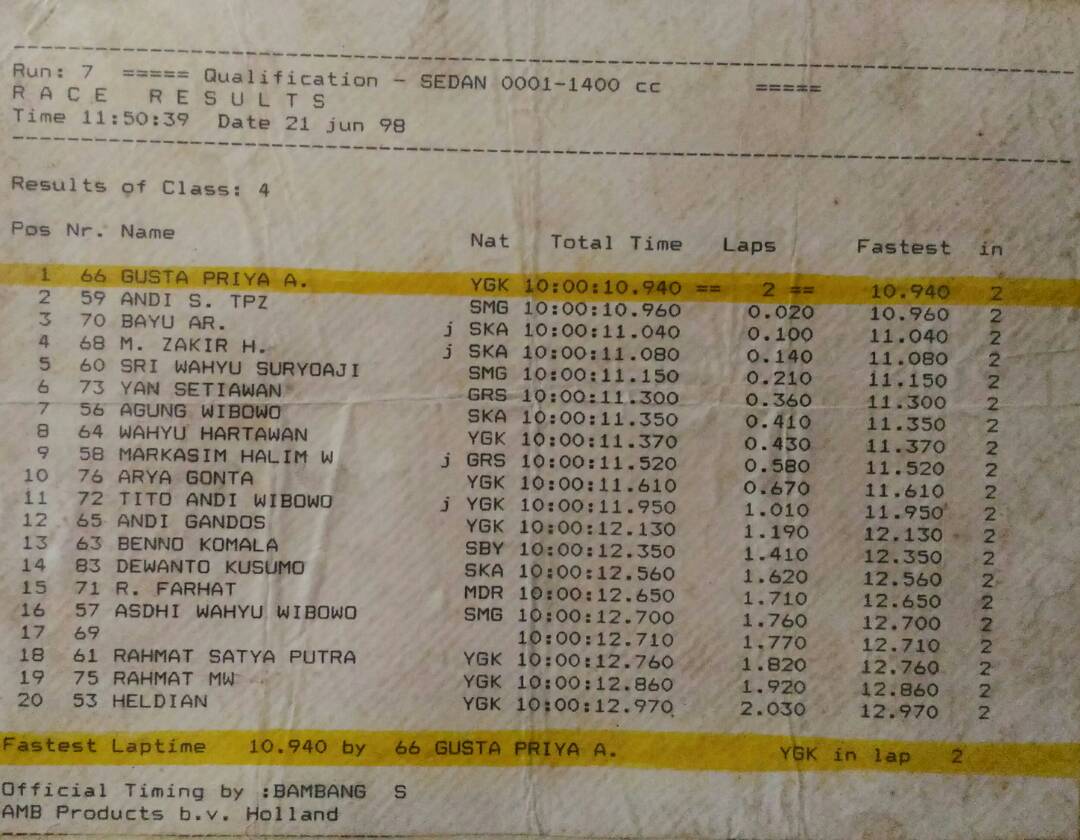 Run: 7 ===== Qualification - SEDAN 0001-1400 cc =====
R A C E R E S U L T S
Time 11:50:39 Date 21 jun 98
Results of Class: 4
Pos Nr. Name Nat Total Time Laps Fastest in
1 66 GUSTA PRIYA A. YGK 10:00:10.940 == 2 == 10.940 2
2 59 ANDI S. TPZ SMG 10:00:10.960 0.020 10.960 2
3 70 BAYU AR. j SKA 10:00:11.040 0.100 11.040 2
4 68 M. ZAKIR H. j SKA 10:00:11.080 0.140 11.080 2
5 60 SRI WAHYU SURYOAJI SMG 10:00:11.150 0.210 11.150 2
6 73 YAN SETIAWAN GRS 10:00:11.300 0.360 11.300 2
7 56 AGUNG WIBOWO SKA 10:00:11.350 0.410 11.350 2
8 64 WAHYU HARTAWAN YGK 10:00:11.370 0.430 11.370 2
9 58 MARKASIM HALIM W j GRS 10:00:11.520 0.580 11.520 2
10 76 ARYA GONTA YGK 10:00:11.610 0.670 11.610 2
11 72 TITO ANDI WIBOWO j YGK 10:00:11.950 1.010 11.950 2
12 65 ANDI GANDOS YGK 10:00:12.130 1.190 12.130 2
13 63 BENNO KOMALA SBY 10:00:12.350 1.410 12.350 2
14 83 DEWANTO KUSUMO SKA 10:00:12.560 1.620 12.560 2
15 71 R. FARHAT MDR 10:00:12.650 1.710 12.650 2
16 57 ASDHI WAHYU WIBOWO SMG 10:00:12.700 1.760 12.700 2
17 69 10:00:12.710 1.770 12.710 2
18 61 RAHMAT SATYA PUTRA YGK 10:00:12.760 1.820 12.760 2
19 75 RAHMAT MW YGK 10:00:12.860 1.920 12.860 2
20 53 HELDIAN YGK 10:00:12.970 2.030 12.970 2
Fastest Laptime 10.940 by 66 GUSTA PRIYA A. YGK in lap 2
Official Timing by :BAMBANG S
AMB Products b.v. Holland